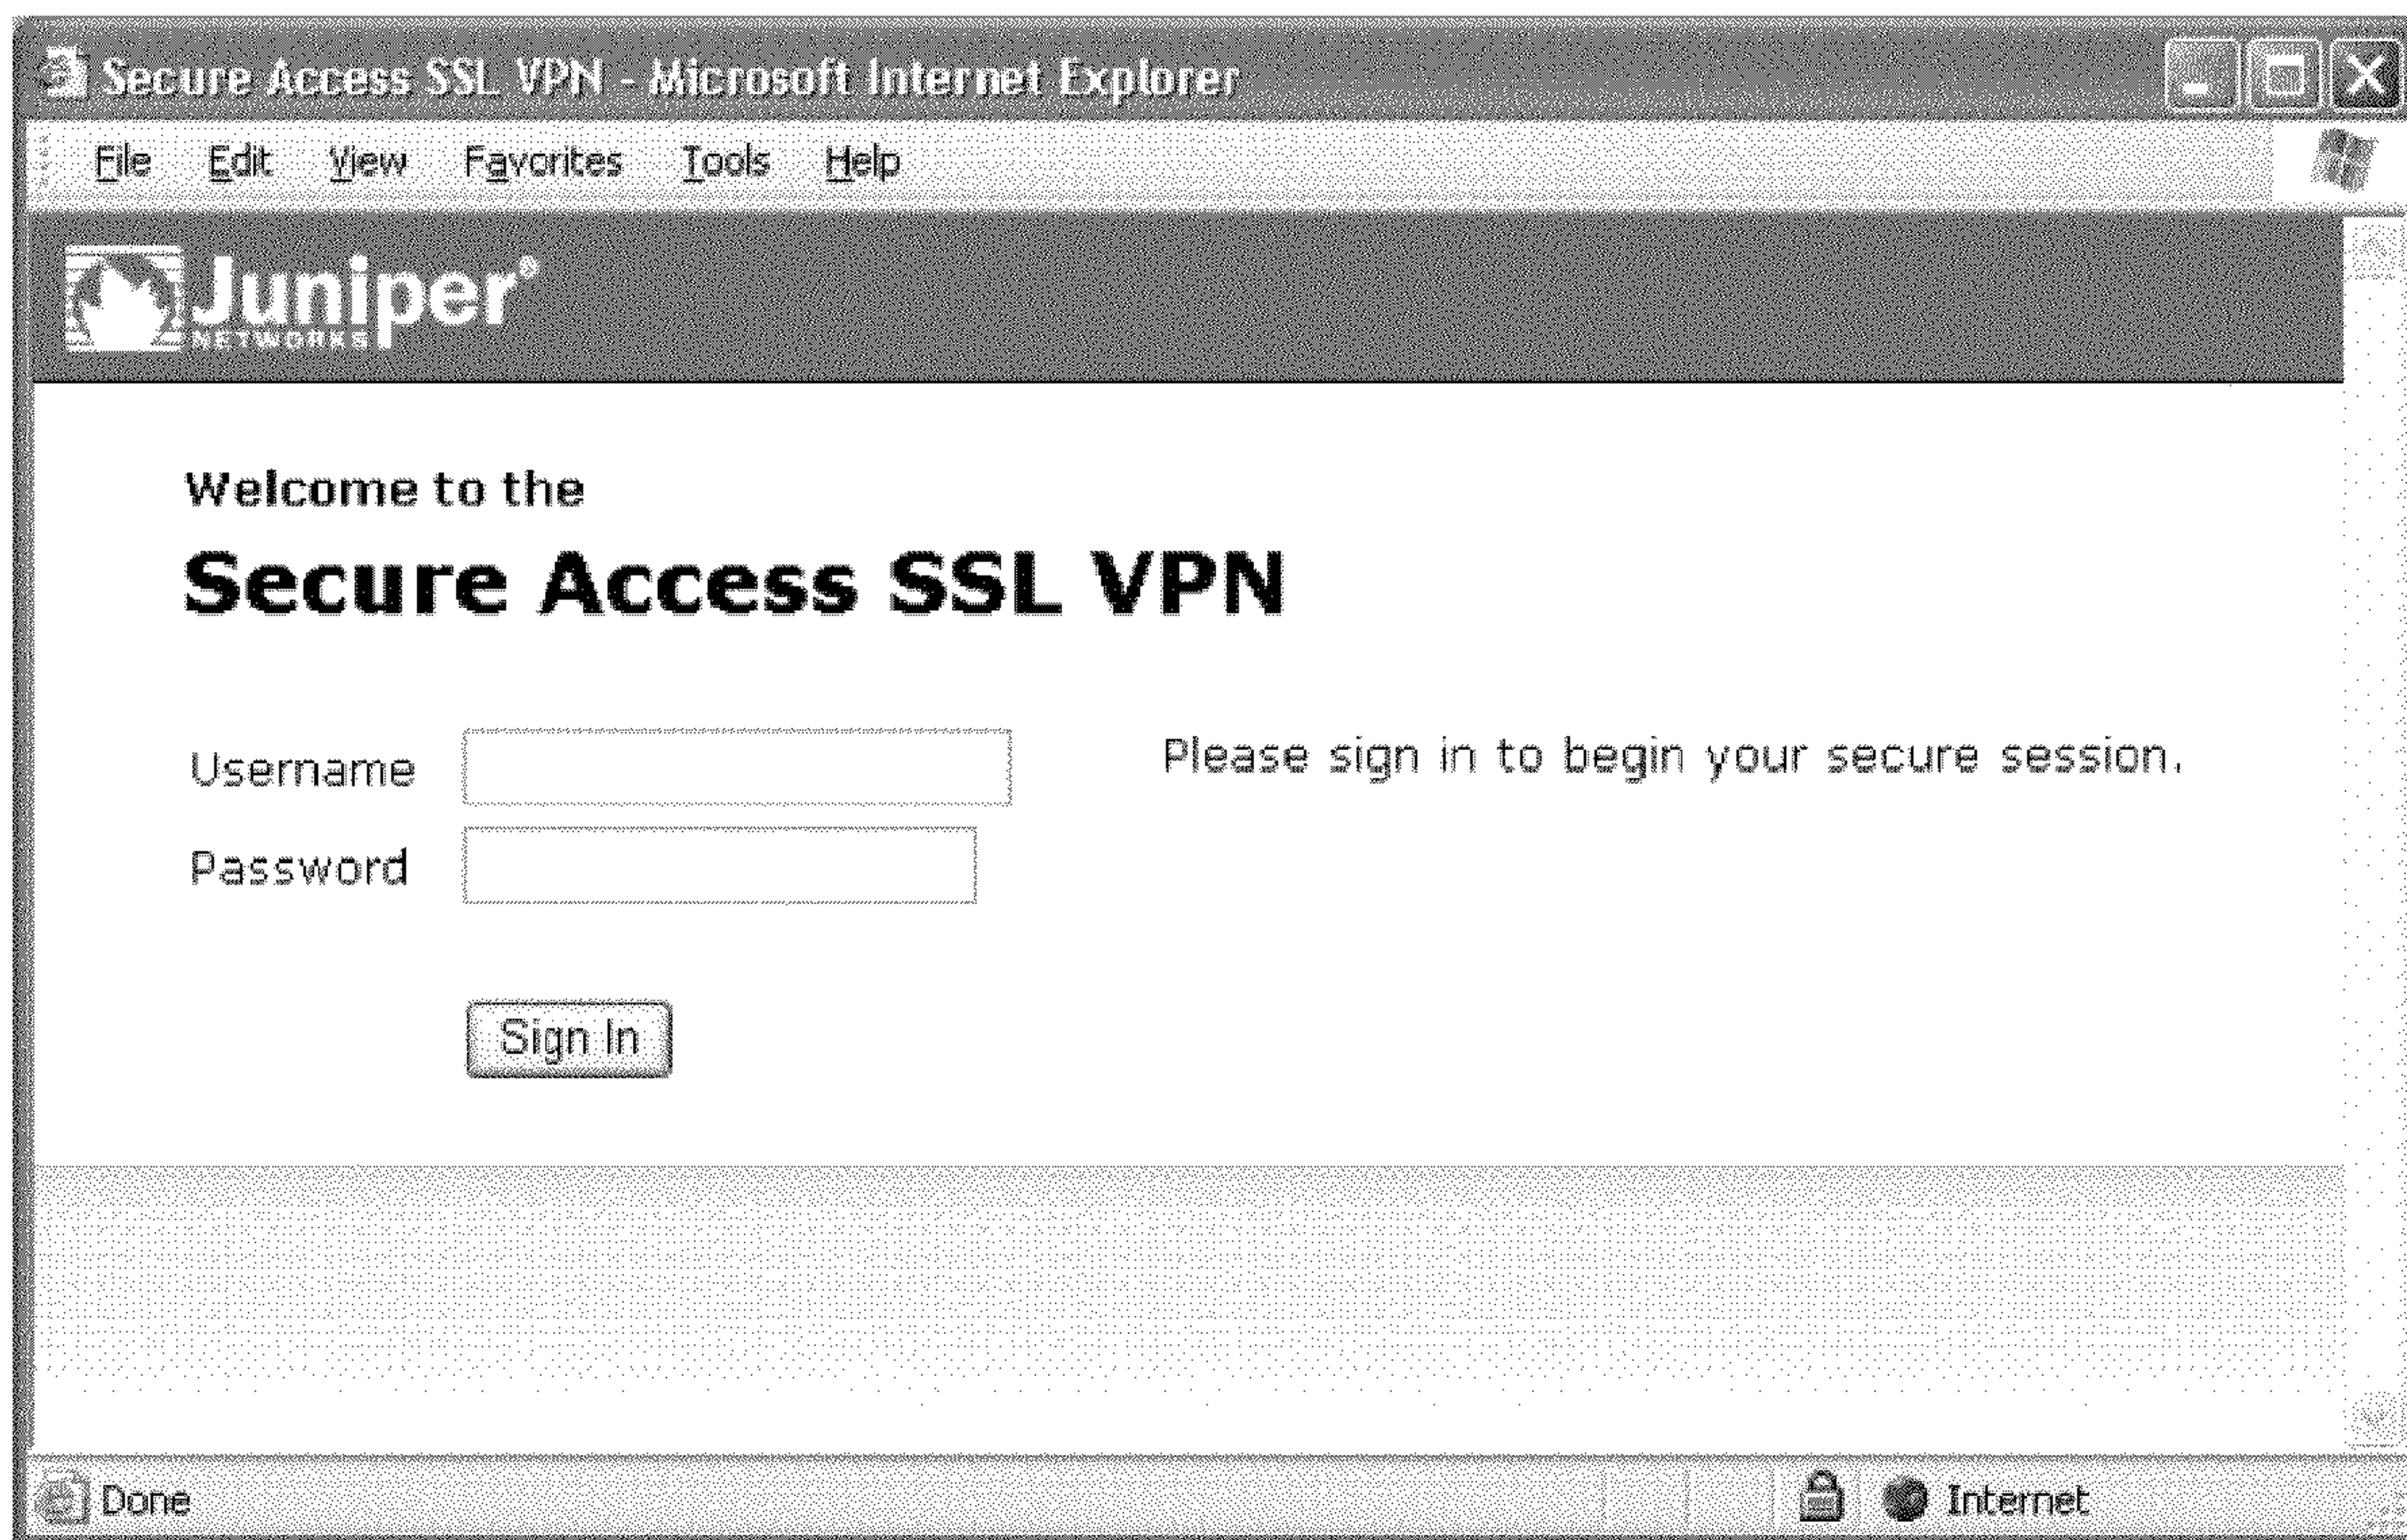 Secure Access SSL VPN - Microsoft Internet Explorer
File Edit View Favorites Tools Help
Juniper®
NETWORKS
Welcome to the
Secure Access SSL VPN
Username
Please sign in to begin your secure session.
Password
Sign In
Done
Internet